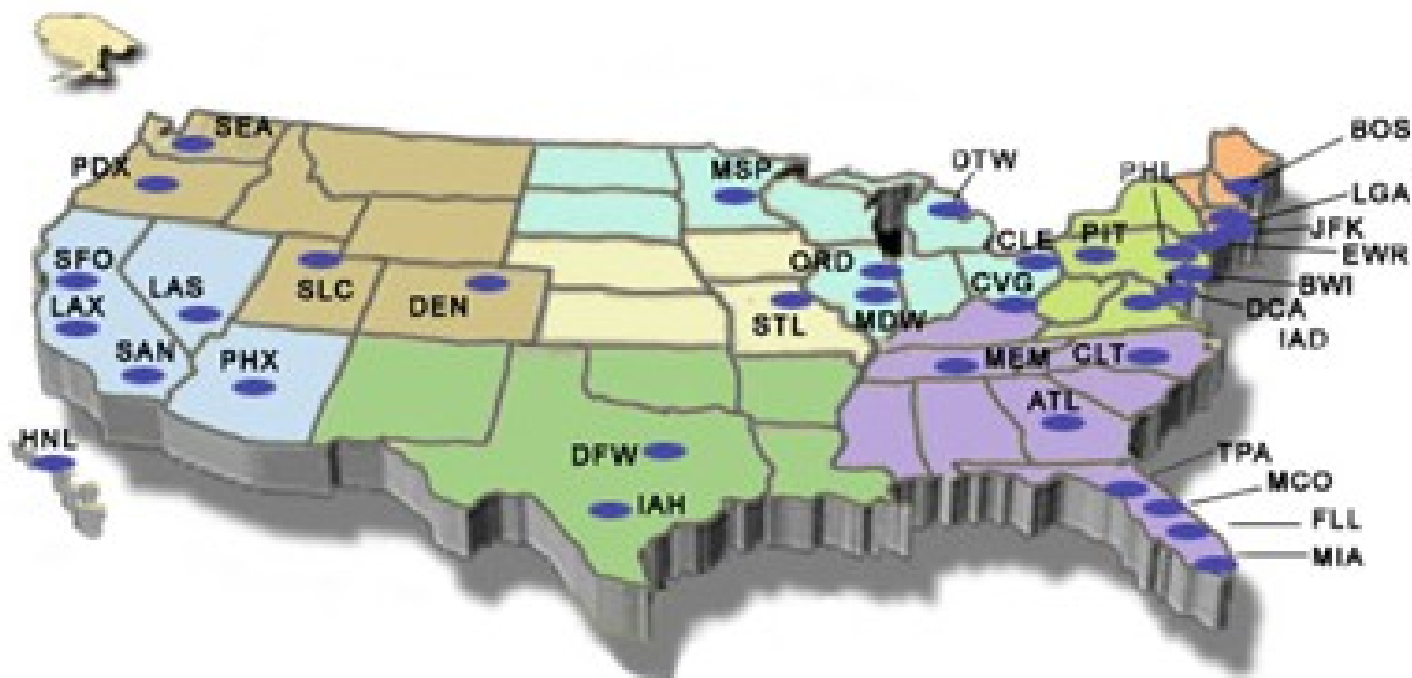 SEA
BOS
PDX
MSP
DTW
PHL
LGA
JFK
SFO
CLE
PIT
EWR
ORD
LAS
SLC
CVG
BWI
LAX
DEN
STL
MDW
DCA
IAD
SAN
PHX
MEM
CLT
ATL
HNL
DFW
TPA
MCO
IAH
FLL
MIA